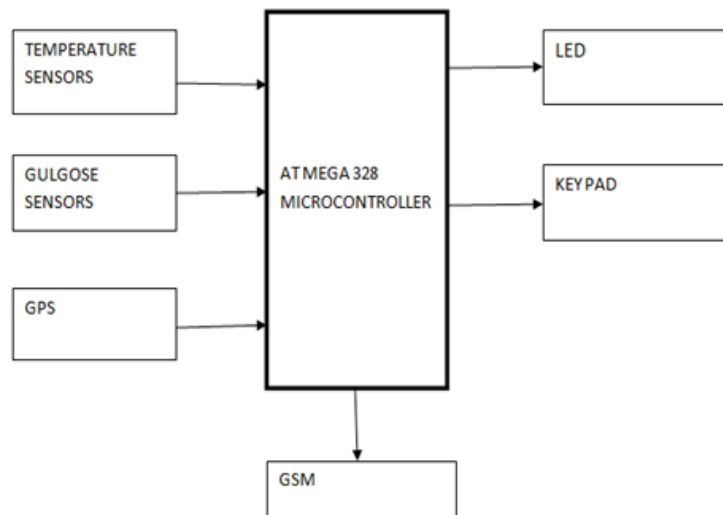 TEMPERATURE
SENSORS
GULGOSE
SENSORS
GPS
AT MEGA 328
MICROCONTROLLER
LED
KEYPAD
GSM